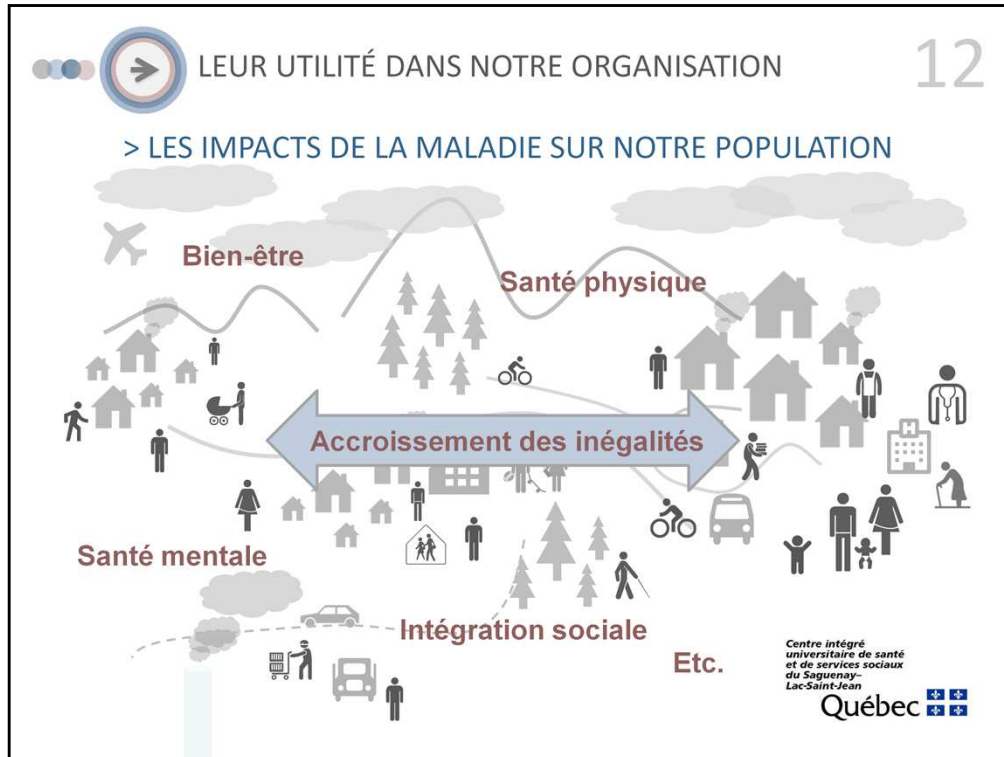 LEUR UTILITÉ DANS NOTRE ORGANISATION
12
> LES IMPACTS DE LA MALADIE SUR NOTRE POPULATION
Bien-être
Santé physique
Accroissement des inégalités
Santé mentale
Intégration sociale
Etc.
H
Centre intégré
universitaire de santé
et de services sociaux
du Saguenay–
Lac-Saint-Jean
Québec